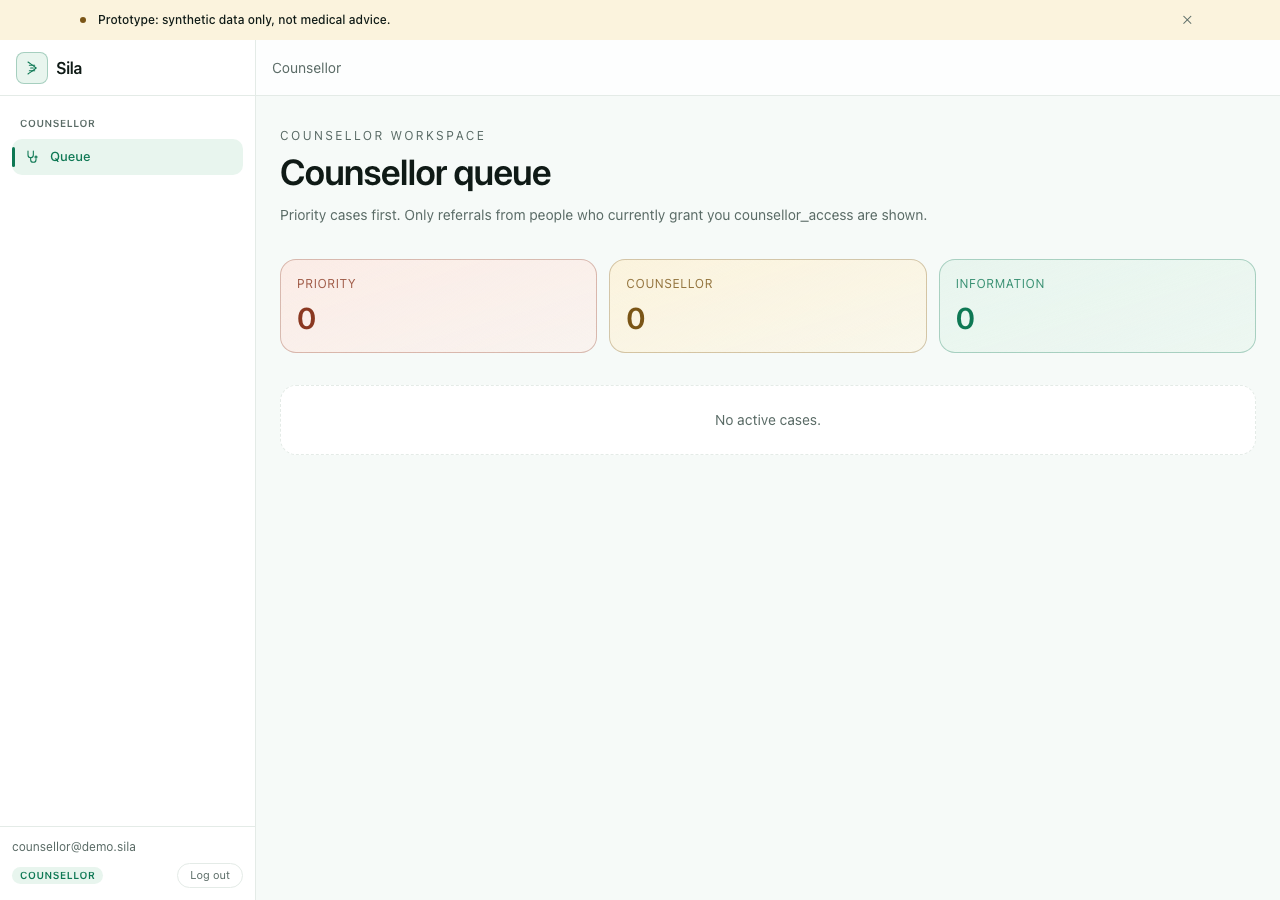 Prototype: synthetic data only, not medical advice.
Sila
Counsellor
COUNSELLOR
Queue
COUNSELLOR WORKSPACE
Counsellor queue
Priority cases first. Only referrals from people who currently grant you counsellor_access are shown.
PRIORITY
0
COUNSELLOR
0
INFORMATION
0
No active cases.
counsellor@demo.sila
COUNSELLOR
Log out